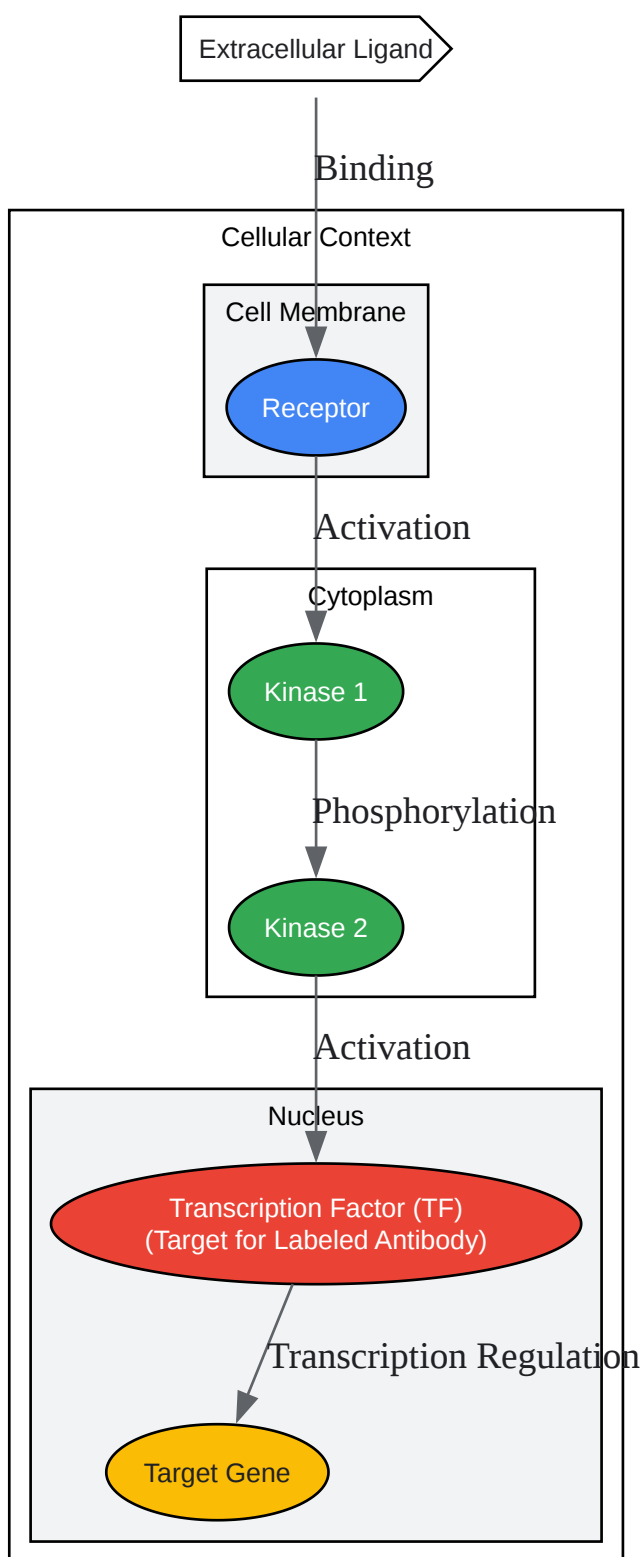 Extracellular Ligand
Binding
Cellular Context
Cell Membrane
Receptor
Activation
Cytoplasm
Kinase 1
Phosphorylation
Kinase 2
Activation
Nucleus
Transcription Factor (TF)
(Target for Labeled Antibody)
Transcription Regulation
Target Gene